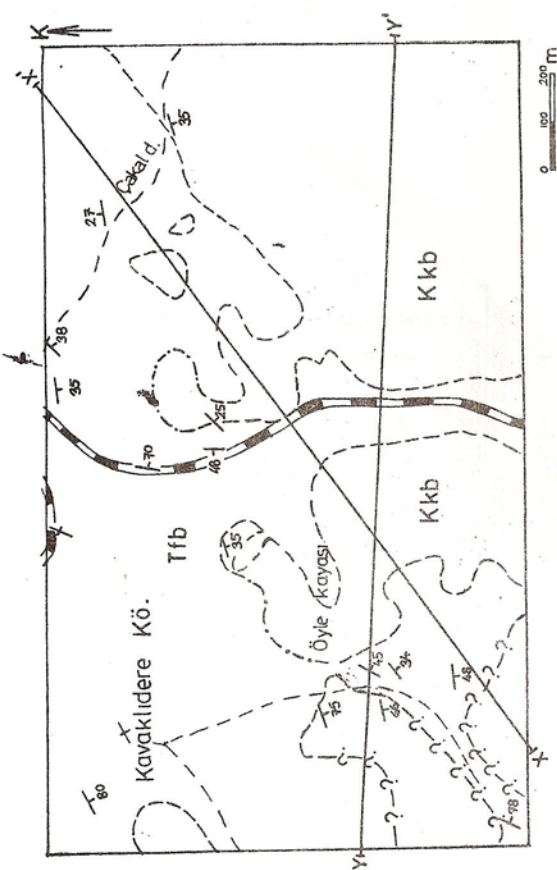 K
X'
Y'
Çakal d.
35
27
38
35
25
70
48
Tfb
Kkb
Kkb
35
Öyle kayası
Kavaklıdere Kö.
80
75
45
34
46
48
78
? ? ? ? ? ? ? ? ? ? ? ? ? ?
X
Y
0 100 200 m